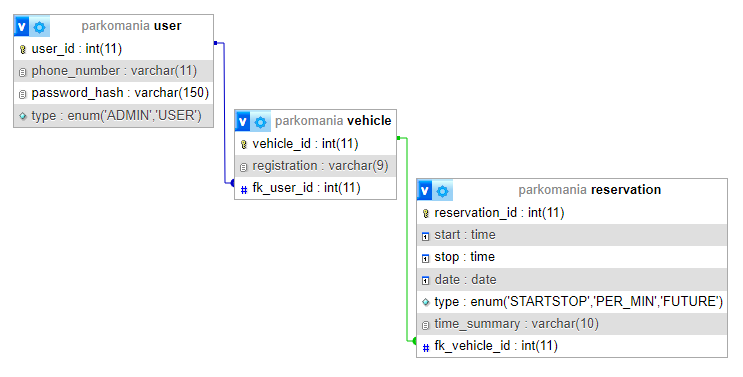 parkomania user
user_id : int(11)
phone_number : varchar(11)
password_hash : varchar(150)
type : enum('ADMIN','USER')
parkomania vehicle
vehicle_id : int(11)
registration : varchar(9)
# fk_user_id : int(11)
parkomania reservation
reservation_id : int(11)
start : time
stop : time
date : date
type : enum('STARTSTOP','PER_MIN','FUTURE')
time_summary : varchar(10)
# fk_vehicle_id : int(11)